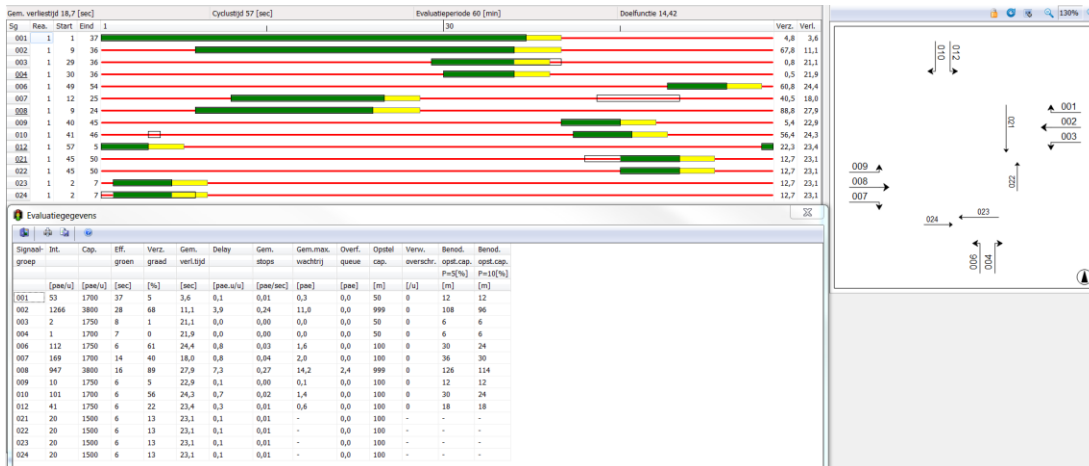 Gem. verliestijd 18,7 [sec] Cyclustijd 57 [sec] Evaluatieperiode 60 [min] Doelfunctie 14,42
Sg Rea. Start Eind 1 30 Verz. Verl.
001 1 1 37 4,8 3,6
002 1 9 36 67,8 11,1
003 1 29 36 0,8 21,1
004 1 30 36 0,5 21,9
006 1 49 54 60,8 24,4
007 1 12 25 40,5 18,0
008 1 9 24 88,8 27,9
009 1 40 45 5,4 22,9
010 1 41 46 56,4 24,3
012 1 57 5 22,3 23,4
021 1 45 50 12,7 23,1
022 1 45 50 12,7 23,1
023 1 2 7 12,7 23,1
024 1 2 7 12,7 23,1
Evaluatiegegevens
Signaal- Int. Cap. Eff. Verz. Gem. Delay Gem. Gem.max. Overf. Opstel Verw. Benod. Benod.
groep groen graad verl.tijd stops wachtrij queue cap. overschr. opst.cap. opst.cap.
P=5[%] P=10[%]
[pae/u] [pae/u] [sec] [%] [sec] [pae.u/u] [pae/sec] [pae] [pae] [m] [/u] [m] [m]
001 53 1700 37 5 3,6 0,1 0,01 0,3 0,0 50 0 12 12
002 1266 3800 28 68 11,1 3,9 0,24 11,0 0,0 999 0 108 96
003 2 1750 8 1 21,1 0,0 0,00 0,0 0,0 50 0 6 6
004 1 1700 7 0 21,9 0,0 0,00 0,0 0,0 50 0 6 6
006 112 1750 6 61 24,4 0,8 0,03 1,6 0,0 100 0 30 24
007 169 1700 14 40 18,0 0,8 0,04 2,0 0,0 100 0 36 30
008 947 3800 16 89 27,9 7,3 0,27 14,2 2,4 999 0 126 114
009 10 1750 6 5 22,9 0,1 0,00 0,1 0,0 100 0 12 12
010 101 1700 6 56 24,3 0,7 0,02 1,4 0,0 100 0 30 24
012 41 1750 6 22 23,4 0,3 0,01 0,6 0,0 100 0 18 18
021 20 1500 6 13 23,1 0,1 0,01 - 0,0 100 - - -
022 20 1500 6 13 23,1 0,1 0,01 - 0,0 100 - - -
023 20 1500 6 13 23,1 0,1 0,01 - 0,0 100 - - -
024 20 1500 6 13 23,1 0,1 0,01 - 0,0 100 - - -
130%
010 012
001
002
003
021
009
008
007
022
023
024
006 004